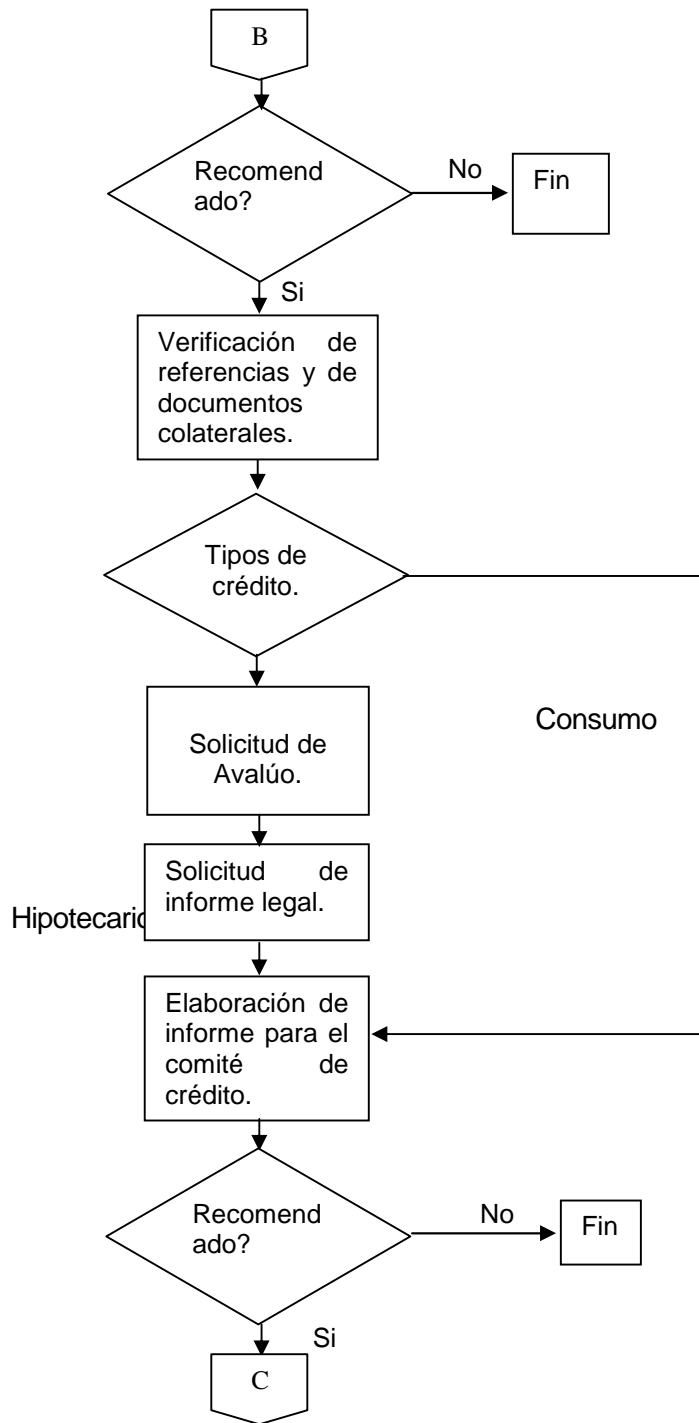 B
Recomend
ado?
No
Fin
Si
Verificación de
referencias y de
documentos
colaterales.
Tipos de
crédito.
Consumo
Solicitud de
Avalúo.
Solicitud de
informe legal.
Hipotecario
Elaboración de
informe para el
comité de
crédito.
Recomend
ado?
No
Fin
Si
C